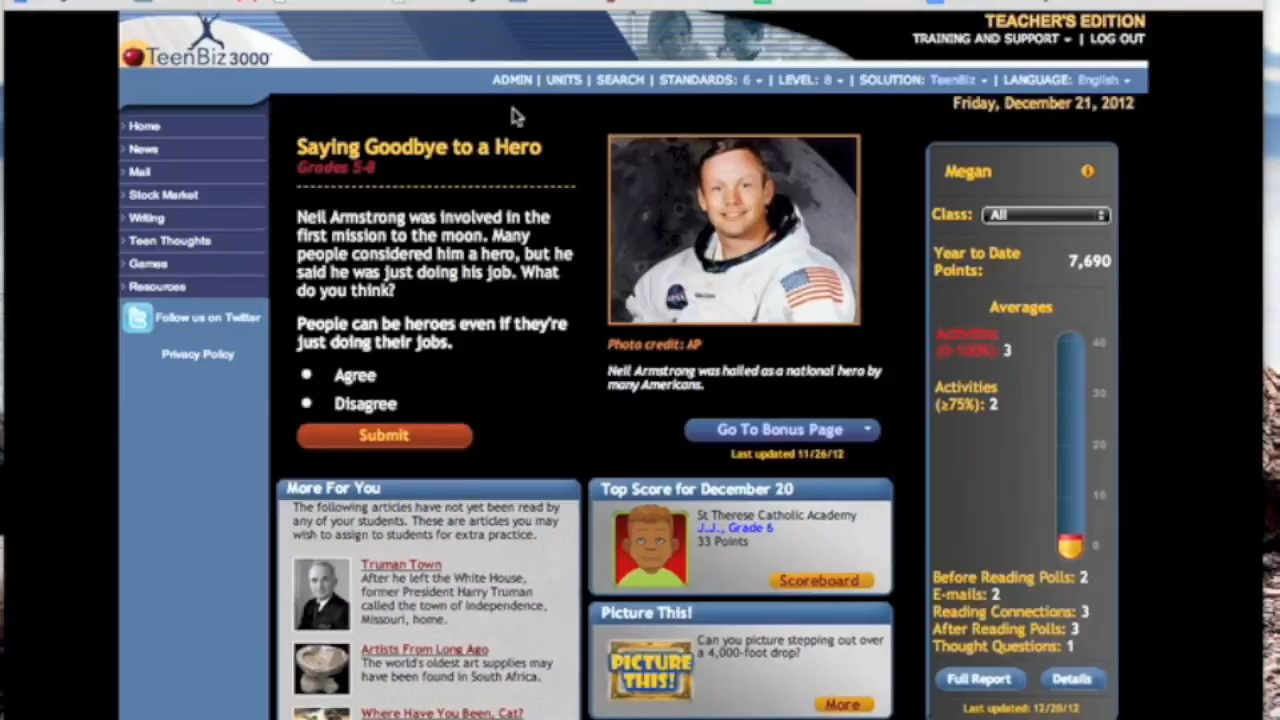 TEACHER'S EDITION
TRAINING AND SUPPORT | LOG OUT
TeenBiz 3000
ADMIN | UNITS | SEARCH | STANDARDS: 6 | LEVEL: 8 | SOLUTION: TeenBiz | LANGUAGE: English
Friday, December 21, 2012
Home
News
Mail
Stock Market
Writing
Teen Thoughts
Games
Resources
Follow us on Twitter
Privacy Policy
Saying Goodbye to a Hero
Grades 5-8
Neil Armstrong was involved in the
first mission to the moon. Many
people considered him a hero, but he
said he was just doing his job. What
do you think?
People can be heroes even if they're
just doing their jobs.
Agree
Disagree
Submit
NASA
Photo credit: AP
Neil Armstrong was hailed as a national hero by
many Americans.
Go To Bonus Page
Last updated 11/26/12
More For You
The following articles have not yet been read by
any of your students. These are articles you may
wish to assign to students for extra practice.
Truman Town
After he left the White House,
former President Harry Truman
called the town of Independence,
Missouri, home.
Artists From Long Ago
The world's oldest art supplies may
have been found in South Africa.
Where Have You Been, Cat?
Top Score for December 20
St Therese Catholic Academy
J.J., Grade 6
33 Points
Scoreboard
Picture This!
PICTURE
THIS!
Can you picture stepping out over
a 4,000-foot drop?
More
Megan
Class: All
Year to Date
Points: 7,690
Averages
Activities
(0-100%): 3
Activities
(≥75%): 2
40
30
20
10
0
Before Reading Polls: 2
E-mails: 2
Reading Connections: 3
After Reading Polls: 3
Thought Questions: 1
Full Report
Details
Last updated: 12/20/12